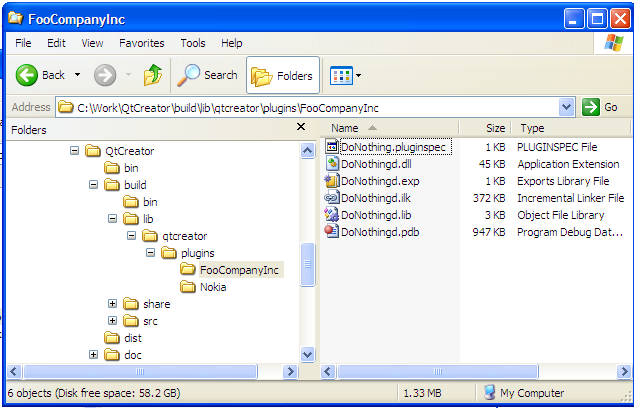 FooCompanyInc
File Edit View Favorites Tools Help
Back Search Folders
Address C:\Work\QtCreator\build\lib\qtcreator\plugins\FooCompanyInc Go
Folders
Name Size Type
QtCreator
bin
build
bin
lib
qtcreator
plugins
FooCompanyInc
Nokia
share
src
dist
doc
DoNothing.pluginspec 1 KB PLUGINSPEC File
DoNothingd.dll 45 KB Application Extension
DoNothingd.exp 1 KB Exports Library File
DoNothingd.ilk 372 KB Incremental Linker File
DoNothingd.lib 3 KB Object File Library
DoNothingd.pdb 947 KB Program Debug Dat...
6 objects (Disk free space: 58.2 GB) 1.33 MB My Computer